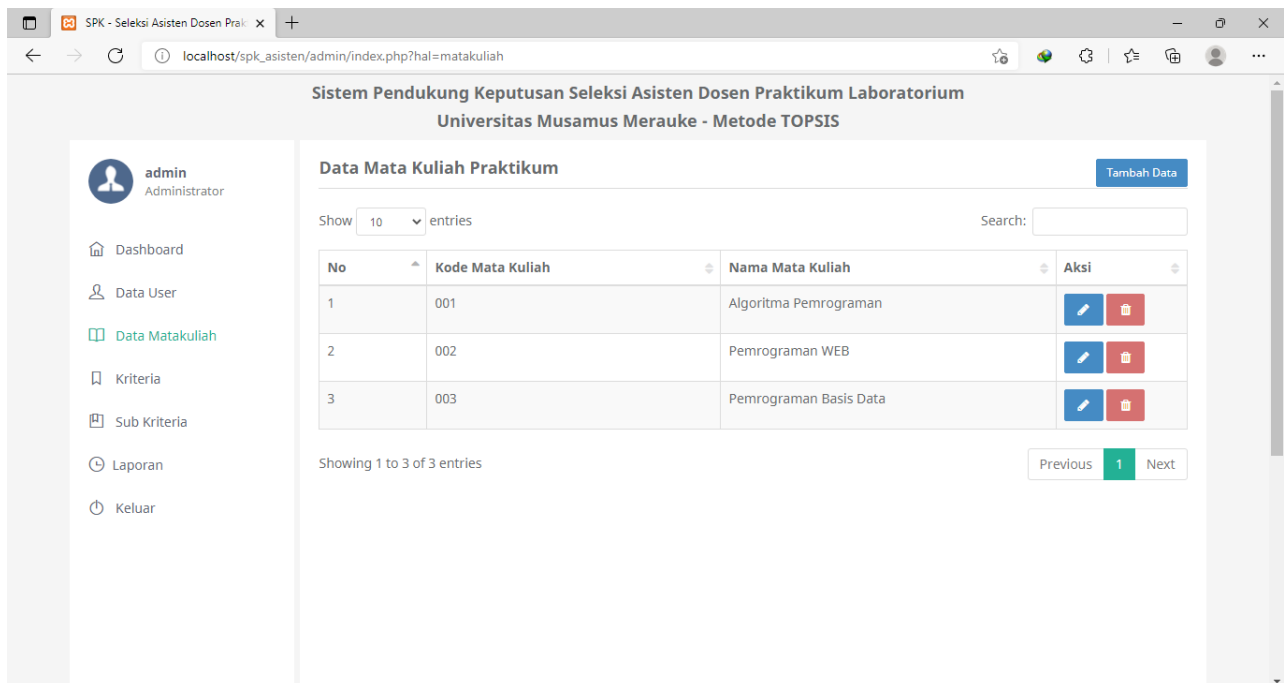 SPK - Seleksi Asisten Dosen Prak
localhost/spk_asisten/admin/index.php?hal=matakuliah
Sistem Pendukung Keputusan Seleksi Asisten Dosen Praktikum Laboratorium
Universitas Musamus Merauke - Metode TOPSIS
admin
Administrator
Dashboard
Data User
Data Matakuliah
Kriteria
Sub Kriteria
Laporan
Keluar
Data Mata Kuliah Praktikum
Tambah Data
Show 10 entries
Search:
No Kode Mata Kuliah Nama Mata Kuliah Aksi
1 001 Algoritma Pemrograman
2 002 Pemrograman WEB
3 003 Pemrograman Basis Data
Showing 1 to 3 of 3 entries
Previous 1 Next